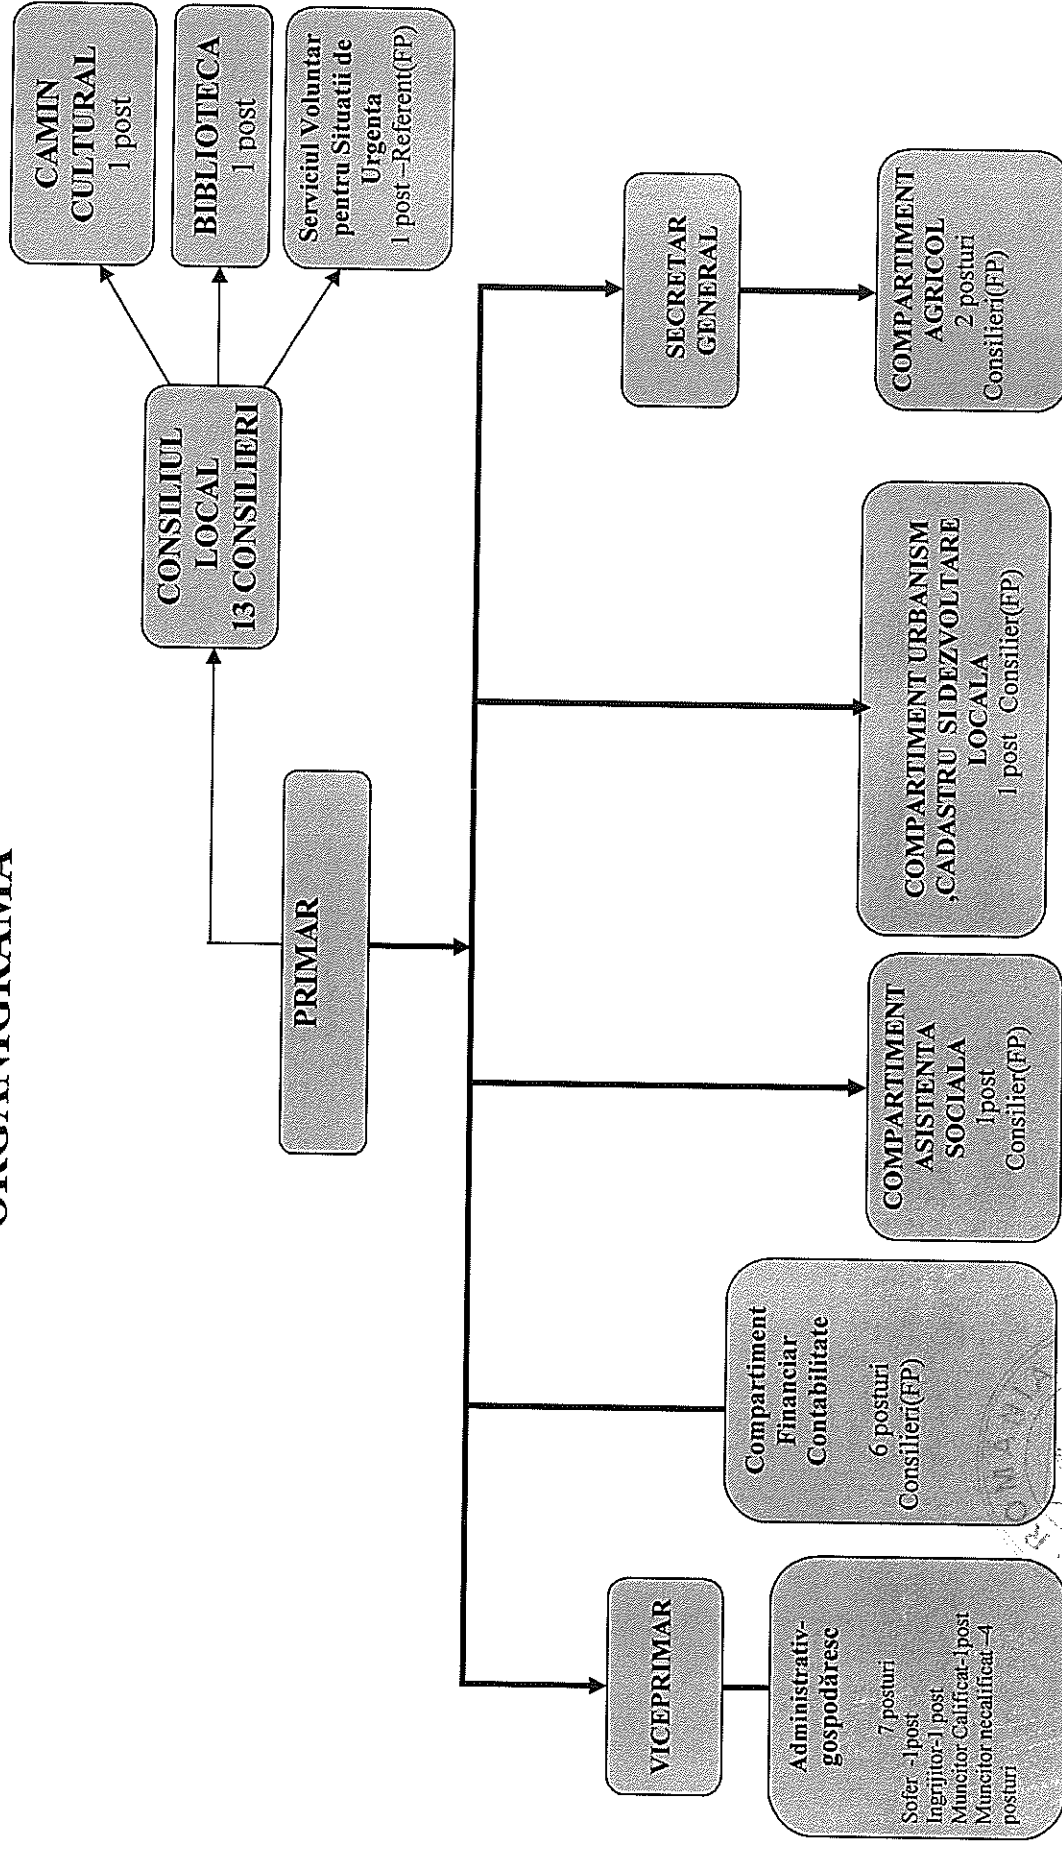 ORGANIGRAMA
CAMIN
CULTURAL
1 post
BIBLIOTECA
1 post
Serviciul Voluntar
pentru Situatii de
Urgenta
1 post –Referent(FP)
CONSILIUL
LOCAL
13 CONSILIERI
PRIMAR
VICEPRIMAR
SECRETAR
GENERAL
Administrativ-
gospodăresc
7 posturi
Sofer -1post
Ingrijitor-1 post
Muncitor Calificat-1post
Muncitor necalificat –4
posturi
Compartiment
Financiar
Contabilitate
6 posturi
Consilieri(FP)
COMPARTIMENT
ASISTENTA
SOCIALA
1post
Consilier(FP)
COMPARTIMENT URBANISM
,CADASTRU SI DEZVOLTARE
LOCALA
1 post Consilier(FP)
COMPARTIMENT
AGRICOL
2 posturi
Consilieri(FP)